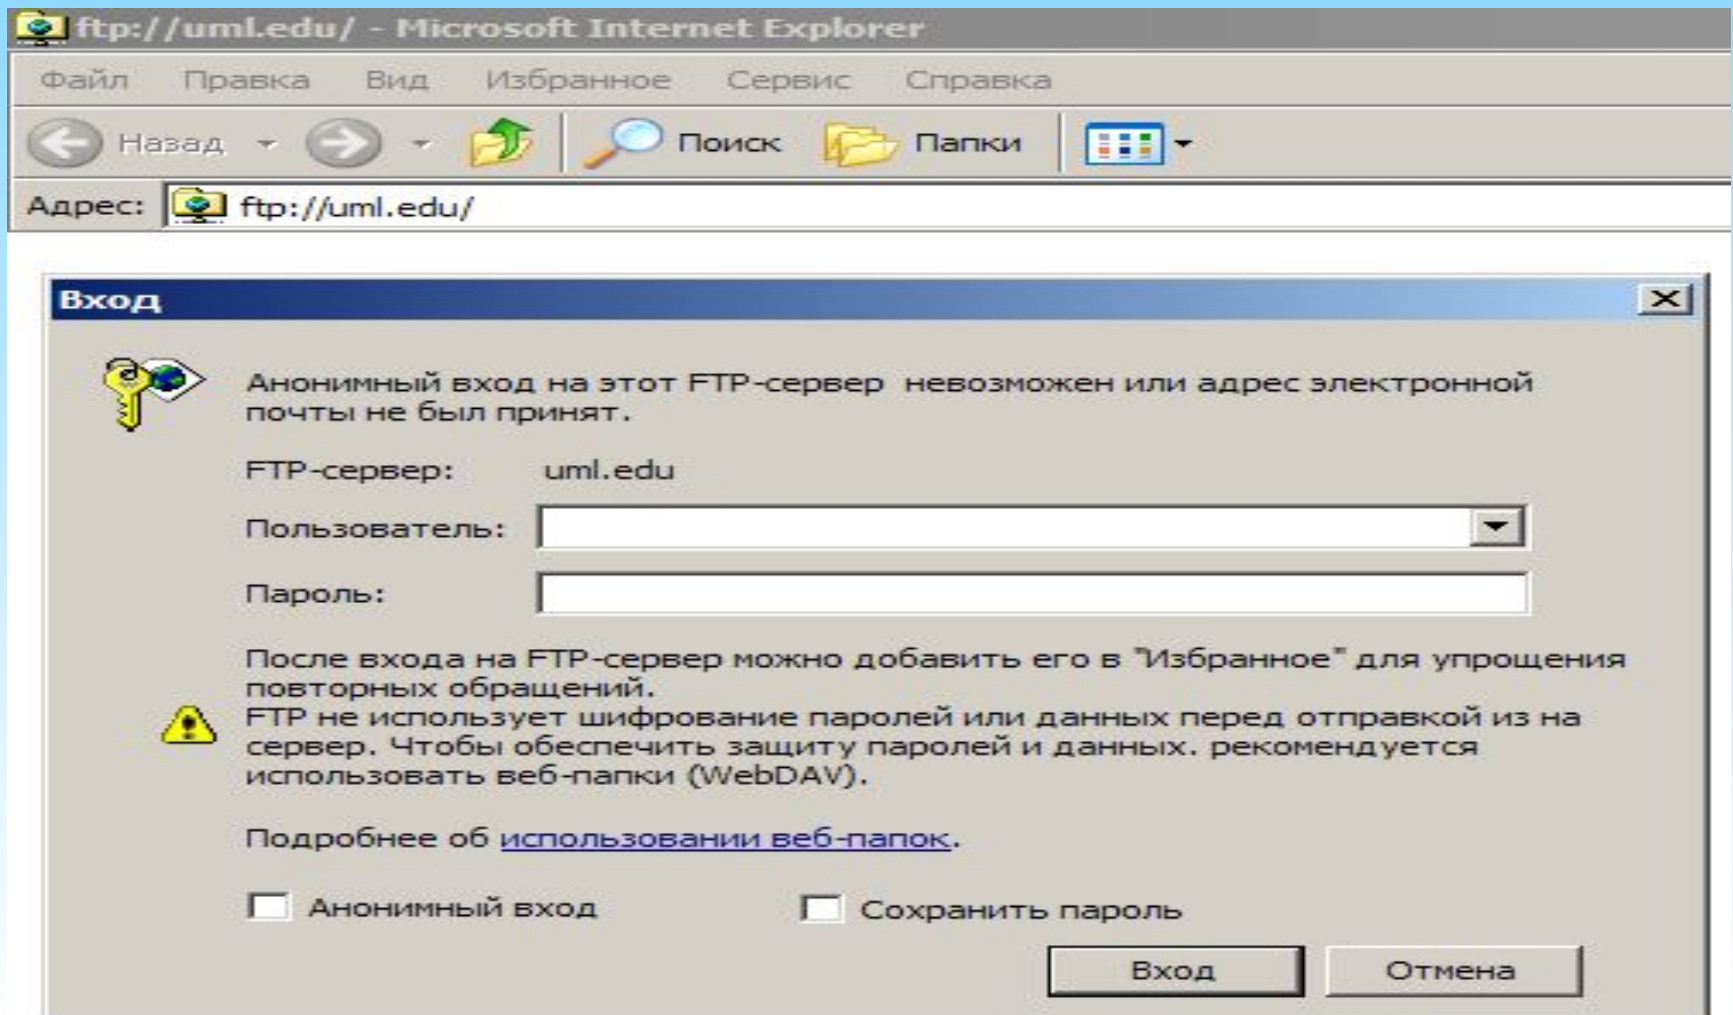 ftp://uml.edu/ - Microsoft Internet Explorer
Файл Правка Вид Избранное Сервис Справка
Назад Поиск Папки
Адрес: ftp://uml.edu/
Вход
Анонимный вход на этот FTP-сервер невозможен или адрес электронной
почты не был принят.
FTP-сервер: uml.edu
Пользователь:
Пароль:
После входа на FTP-сервер можно добавить его в "Избранное" для упрощения
повторных обращений.
FTP не использует шифрование паролей или данных перед отправкой из на
сервер. Чтобы обеспечить защиту паролей и данных. рекомендуется
использовать веб-папки (WebDAV).
Подробнее об использовании веб-папок.
Анонимный вход Сохранить пароль
Вход Отмена